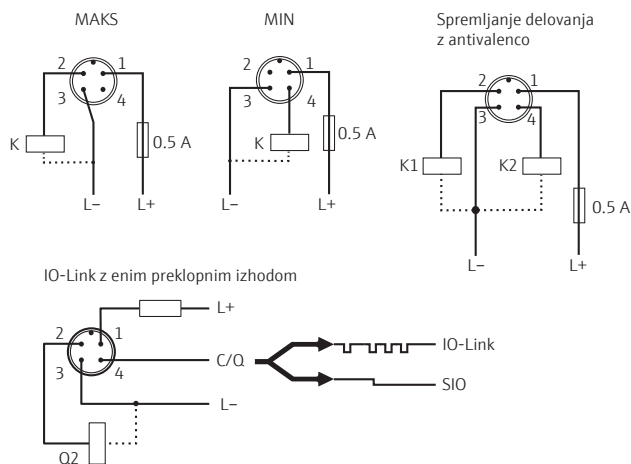 MAKS
2 1
3 4
K
0.5 A
L– L+
MIN
2 1
3 4
K
0.5 A
L– L+
Spremljanje delovanja
z antivalenco
2 1
3 4
K1 K2
0.5 A
L– L+
IO-Link z enim preklopnim izhodom
L+
2 1
3 4
C/Q
IO-Link
SIO
L–
Q2